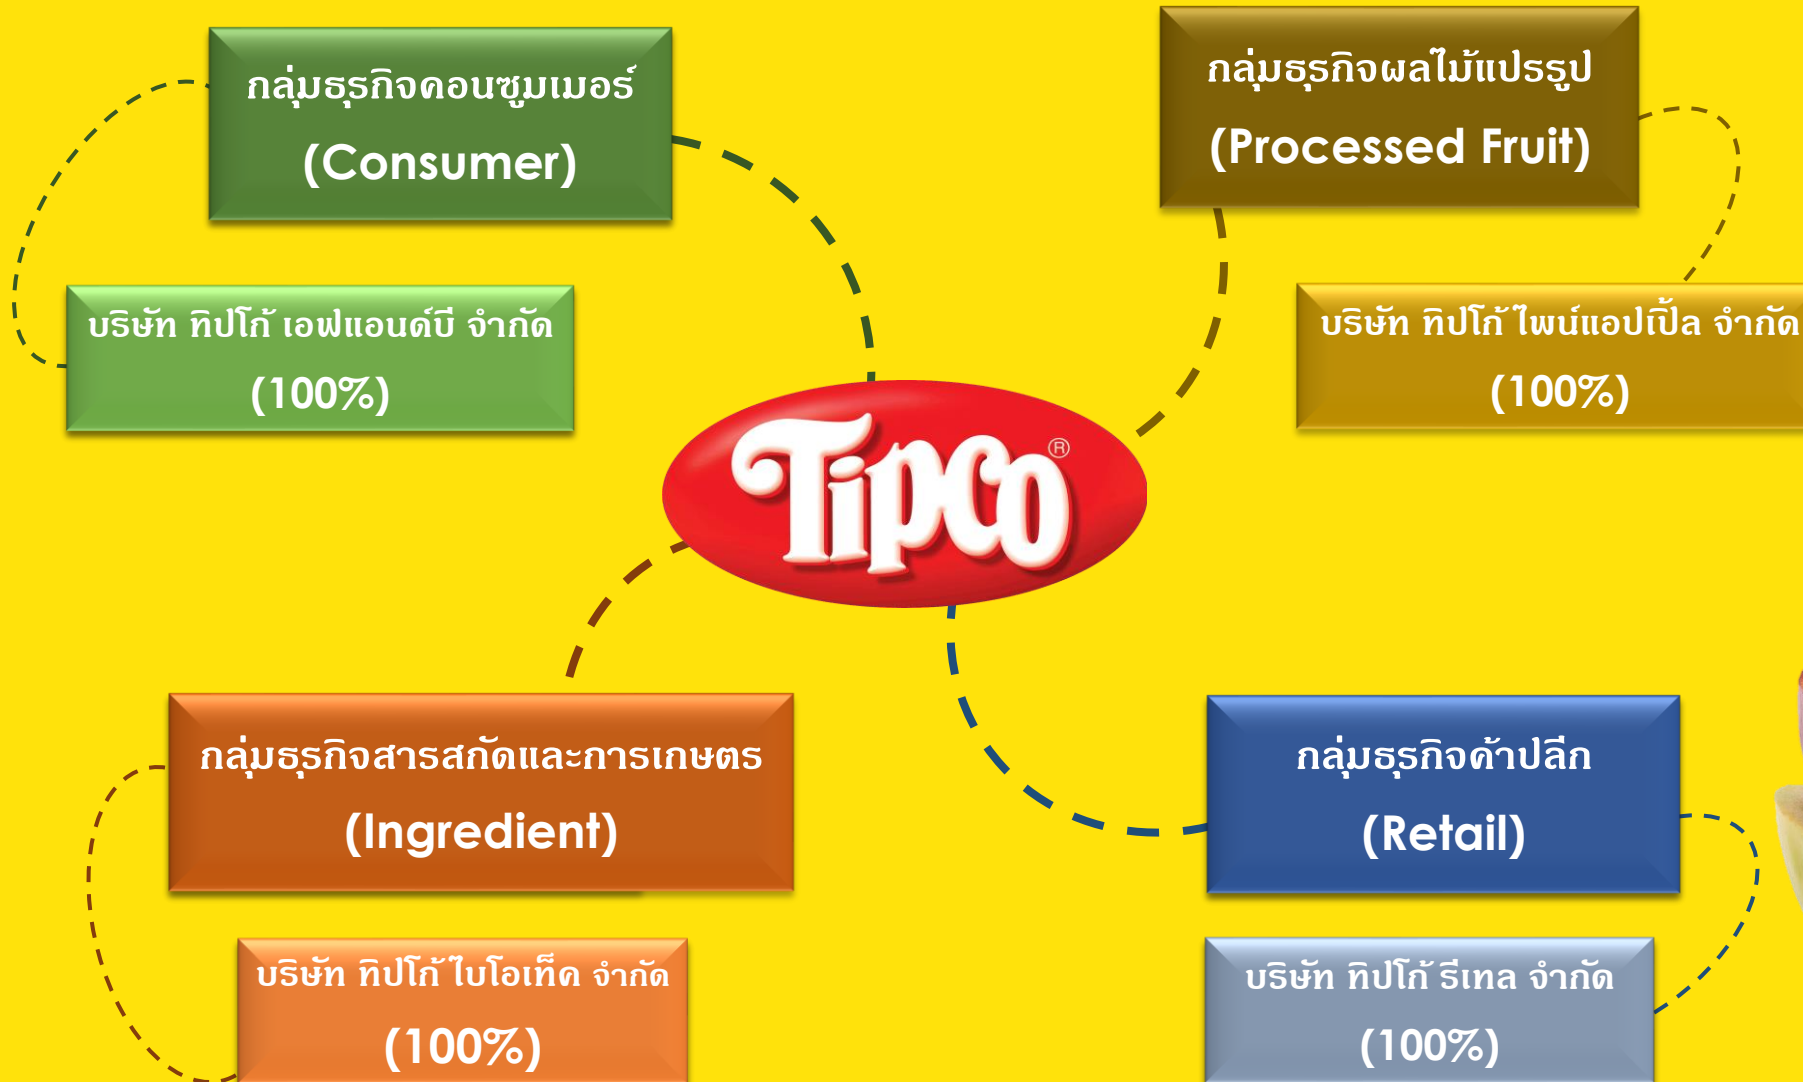 กลุ่มธุรกิจคอนซูมเมอร์
(Consumer)
บริษัท ทิปโก้ เอฟแอนด์บี จำกัด
(100%)
กลุ่มธุรกิจผลไม้แปรรูป
(Processed Fruit)
บริษัท ทิปโก้ ไพน์แอปเปิ้ล จำกัด
(100%)
Tipco®
กลุ่มธุรกิจสารสกัดและการเกษตร
(Ingredient)
บริษัท ทิปโก้ ไบโอเท็ค จำกัด
(100%)
กลุ่มธุรกิจค้าปลีก
(Retail)
บริษัท ทิปโก้ รีเทล จำกัด
(100%)